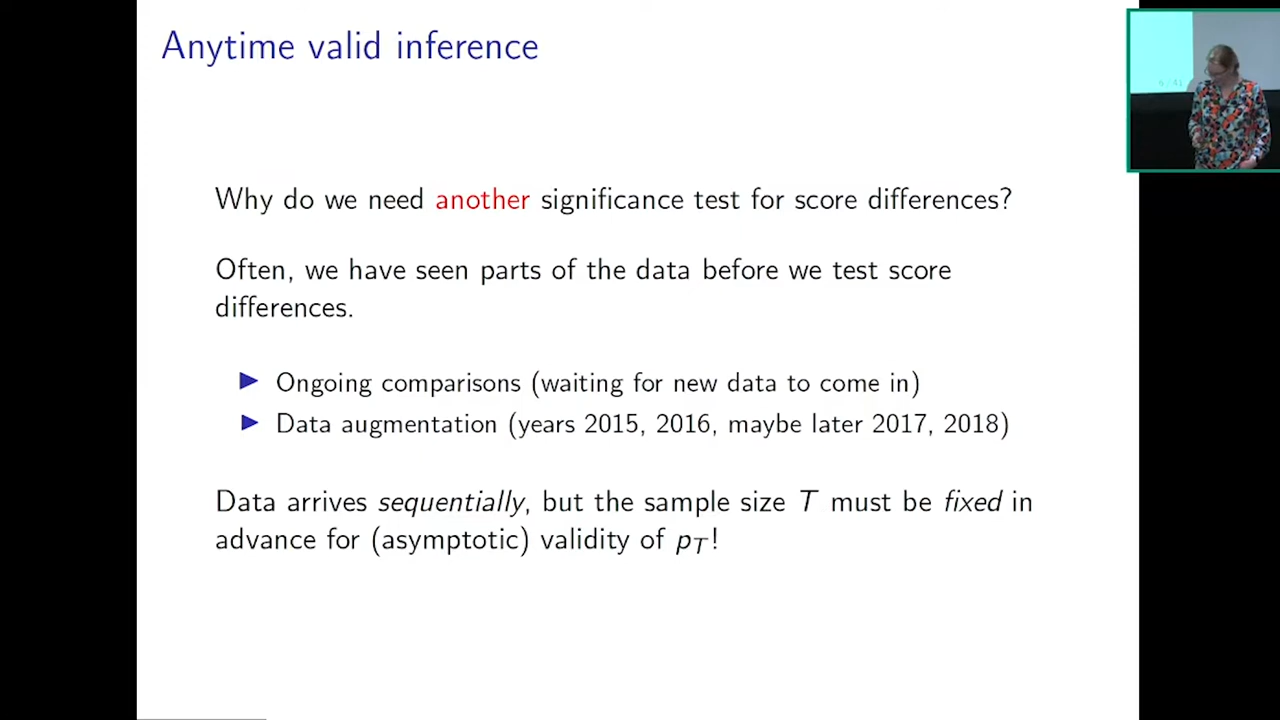 Anytime valid inference
Why do we need another significance test for score differences?
Often, we have seen parts of the data before we test score
differences.
▶ Ongoing comparisons (waiting for new data to come in)
▶ Data augmentation (years 2015, 2016, maybe later 2017, 2018)
Data arrives sequentially, but the sample size T must be fixed in
advance for (asymptotic) validity of p_T!